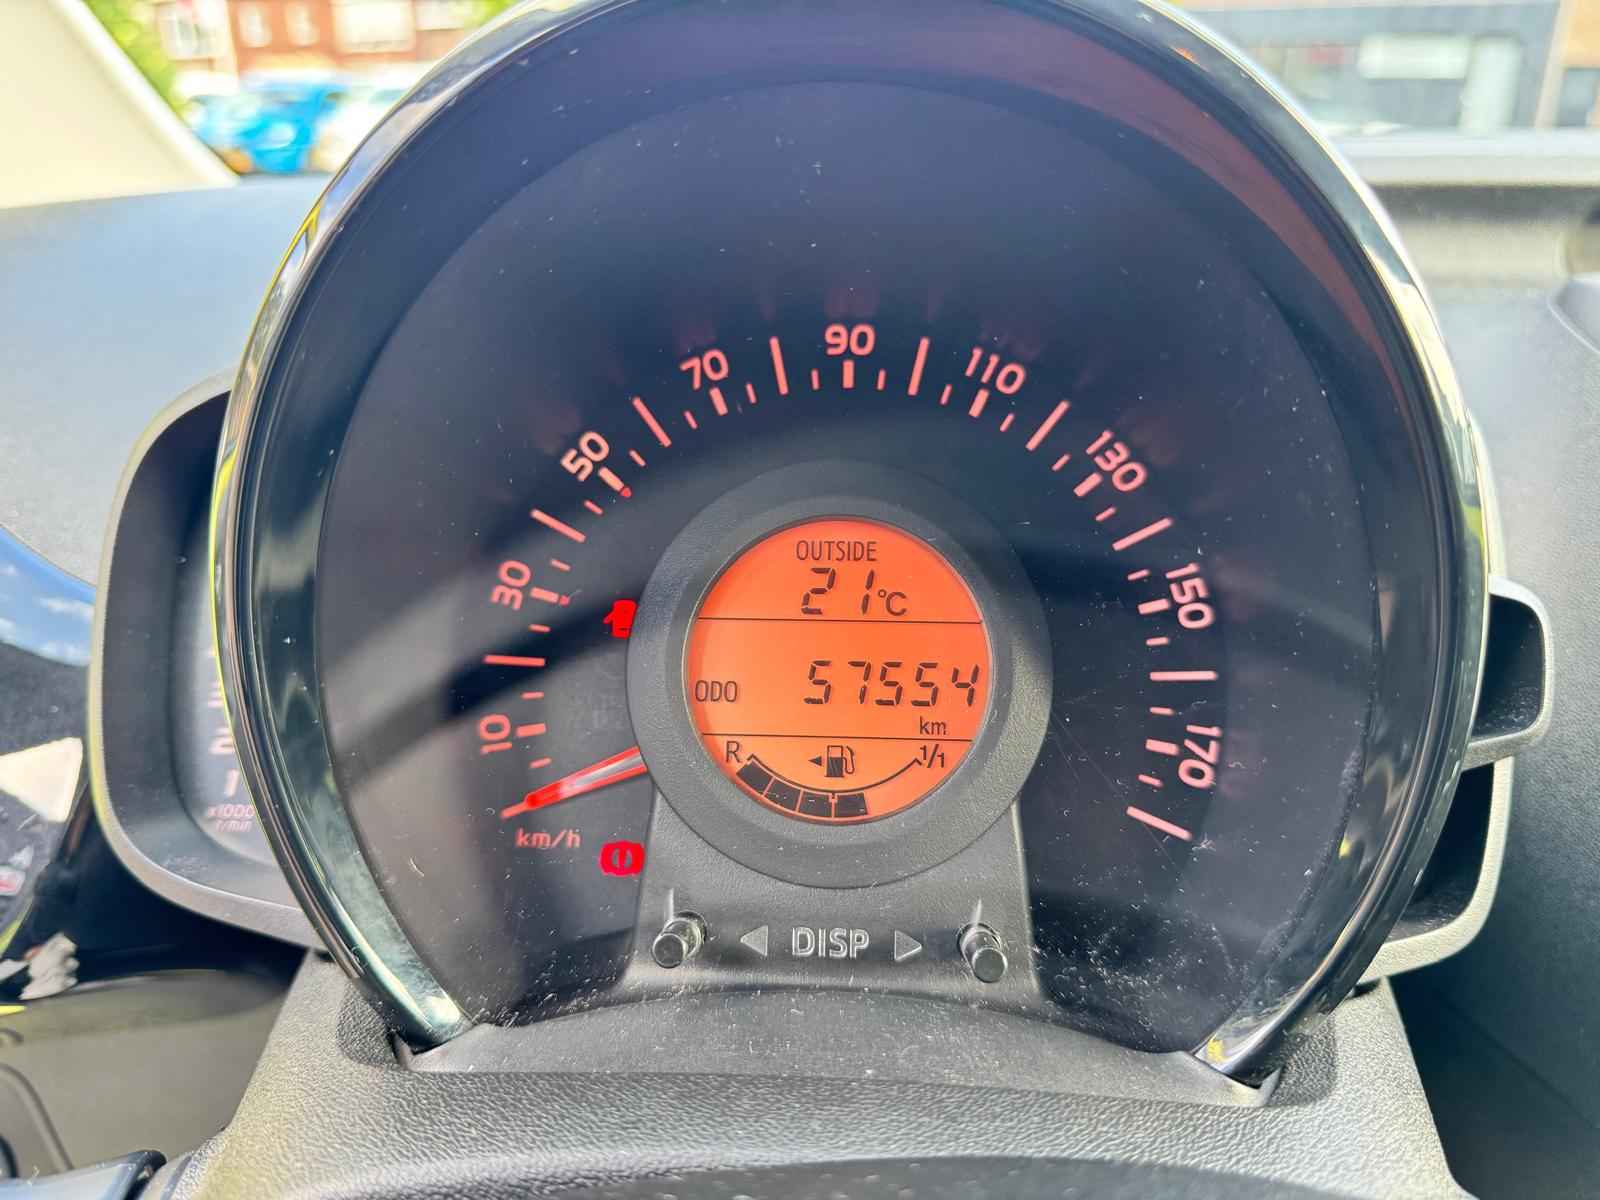 90
70
110
50
130
30
150
10
170
OUTSIDE
21°C
ODO 57554
km
R 1/1
km/h
1
x1000
r/min
◄ DISP ►